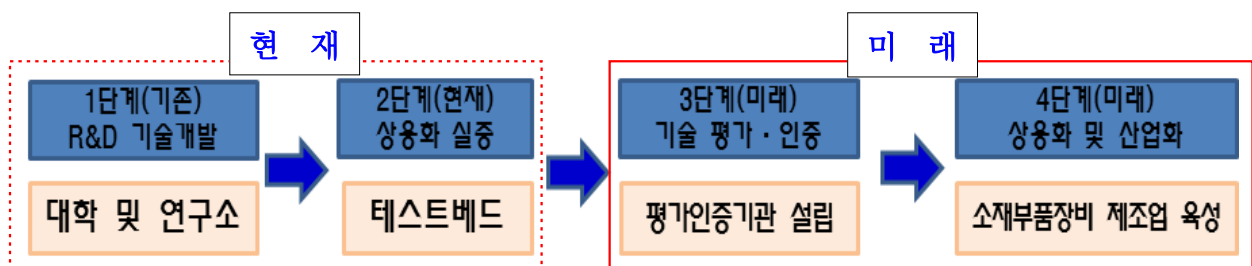 현 재
미 래
1단계(기존)
R&D 기술개발
2단계(현재)
상용화 실증
3단계(미래)
기술 평가·인증
4단계(미래)
상용화 및 산업화
대학 및 연구소
테스트베드
평가인증기관 설립
소재부품장비 제조업 육성